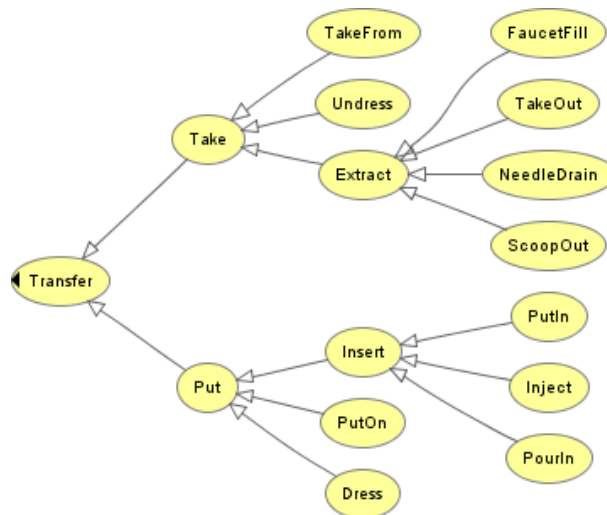 TakeFrom
FaucetFill
Undress
TakeOut
Take
Extract
NeedleDrain
ScoopOut
Transfer
PutIn
Insert
Put
Inject
PutOn
PourIn
Dress